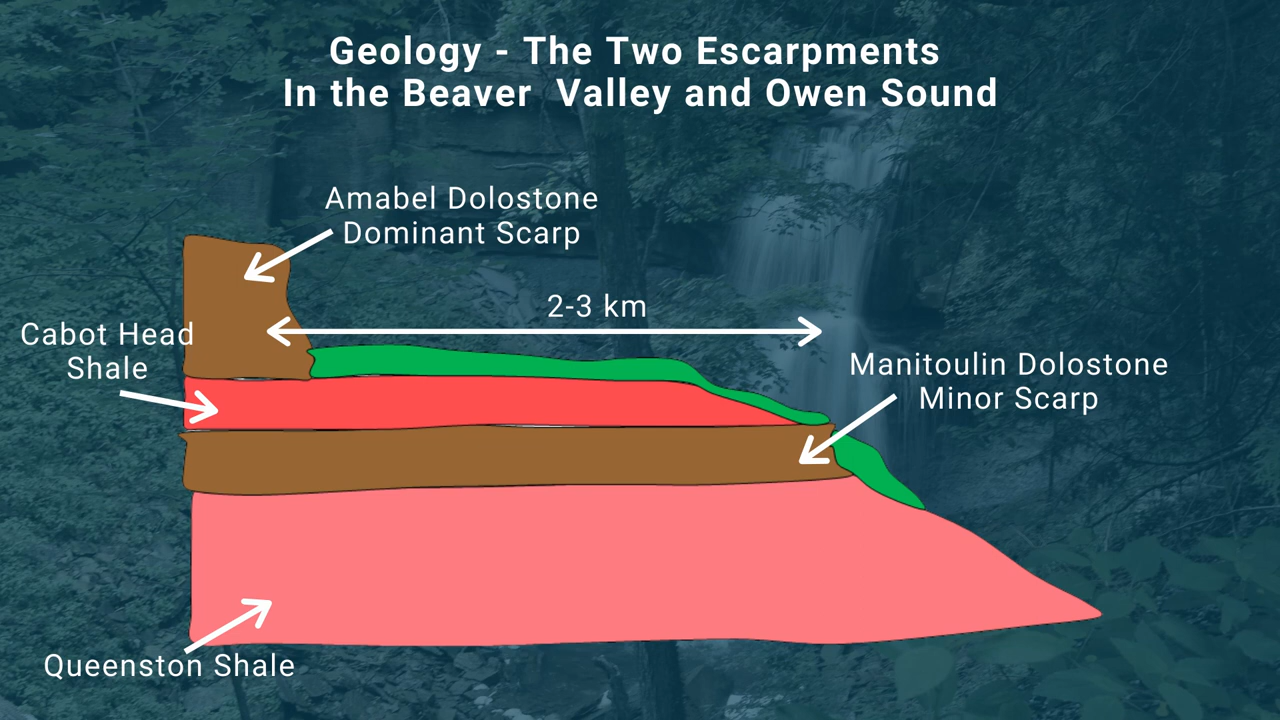 Geology - The Two Escarpments
In the Beaver Valley and Owen Sound
Amabel Dolostone
Dominant Scarp
2-3 km
Cabot Head
Shale
Manitoulin Dolostone
Minor Scarp
Queenston Shale